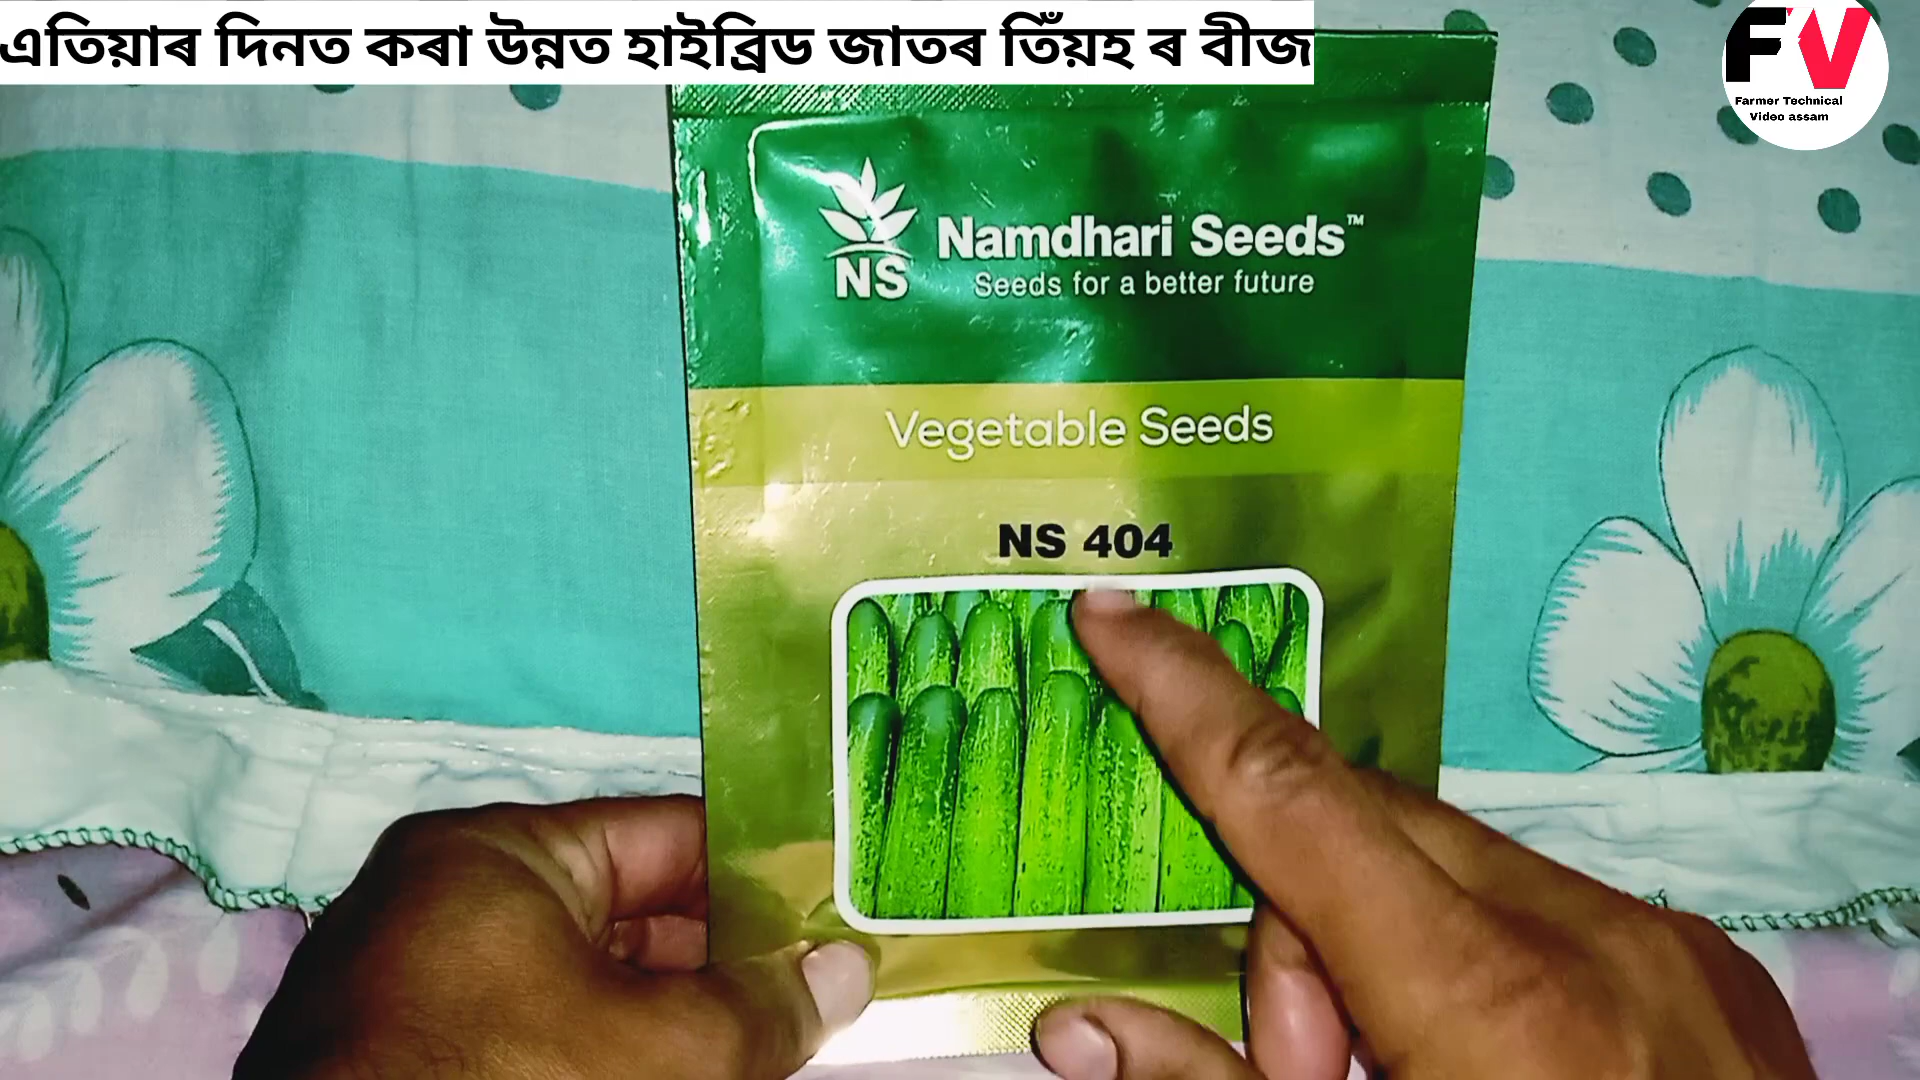 এতিয়াৰ দিনত কৰা উন্নত হাইব্ৰিড জাতৰ তিঁয়হ ৰ বীজ
FV
Farmer Technical
Video assam
NS
Namdhari Seeds™
Seeds for a better future
Vegetable Seeds
NS 404